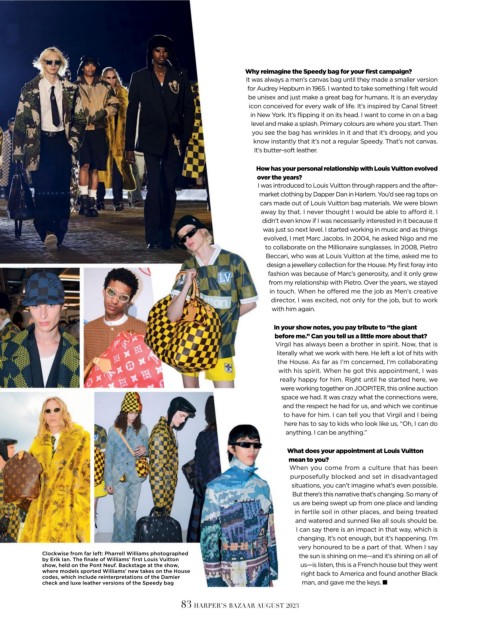 Why reimagine the Speedy bag for your first campaign?
It was always a men's canvas bag until they made a smaller version
for Audrey Hepburn in 1965. I wanted to take something I felt would
be unisex and just make a great bag for humans. It is an everyday
icon conceived for every walk of life. It's inspired by Canal Street
in New York. It's flipping it on its head. I want to come in on a bag
level and make a splash. Primary colours are where you start. Then
you see the bag has wrinkles in it and that it's droopy, and you
know instantly that it's not a regular Speedy. That's not canvas.
It's butter-soft leather.
How has your personal relationship with Louis Vuitton evolved
over the years?
I was introduced to Louis Vuitton through rappers and the after-
market clothing by Dapper Dan in Harlem. You'd see rag tops on
cars made out of Louis Vuitton bag materials. We were blown
away by that. I never thought I would be able to afford it. I
didn't even know if I was necessarily interested in it because it
was just so next level. I started working in music and as things
evolved, I met Marc Jacobs. In 2004, he asked Nigo and me
to collaborate on the Millionaire sunglasses. In 2008, Pietro
Beccari, who was at Louis Vuitton at the time, asked me to
design a jewellery collection for the House. My first foray into
fashion was because of Marc's generosity, and it only grew
from my relationship with Pietro. Over the years, we stayed
in touch. When he offered me the job as Men's creative
director, I was excited, not only for the job, but to work
with him again.
In your show notes, you pay tribute to "the giant
before me." Can you tell us a little more about that?
Virgil has always been a brother in spirit. Now, that is
literally what we work with here. He left a lot of hits with
the House. As far as I'm concerned, I'm collaborating
with his spirit. When he got this appointment, I was
really happy for him. Right until he started here, we
were working together on JOOPITER, this online auction
space we had. It was crazy what the connections were,
and the respect he had for us, and which we continue
to have for him. I can tell you that Virgil and I being
here has to say to kids who look like us, "Oh, I can do
anything. I can be anything."
What does your appointment at Louis Vuitton
mean to you?
When you come from a culture that has been
purposefully blocked and set in disadvantaged
situations, you can't imagine what's even possible.
But there's this narrative that's changing. So many of
us are being swept up from one place and landing
in fertile soil in other places, and being treated
and watered and sunned like all souls should be.
I can say there is an impact in that way, which is
changing. It's not enough, but it's happening. I'm
very honoured to be a part of that. When I say
the sun is shining on me—and it's shining on all of
us—is listen, this is a French house but they went
right back to America and found another Black
man, and gave me the keys. ■
LV
Clockwise from far left: Pharrell Williams photographed
by Erik Ian. The finale of Williams' first Louis Vuitton
show, held on the Pont Neuf. Backstage at the show,
where models sported Williams' new takes on the House
codes, which include reinterpretations of the Damier
check and luxe leather versions of the Speedy bag
83 HARPER'S BAZAAR AUGUST 2023